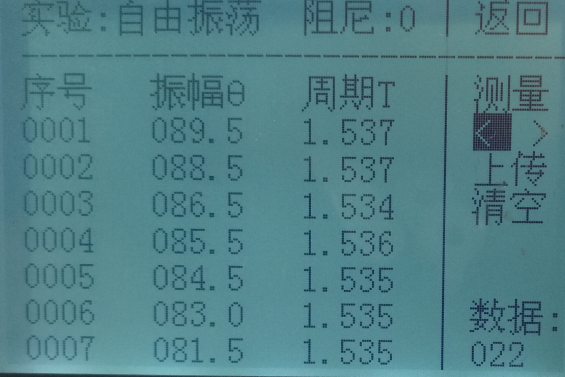 实验:自由振荡 阻尼:0 返回
序号 振幅θ 周期T 测量
0001 089.5 1.537 < >
0002 088.5 1.537 上传
0003 086.5 1.534 清空
0004 085.5 1.536
0005 084.5 1.535
0006 083.0 1.535 数据:
0007 081.5 1.535 022